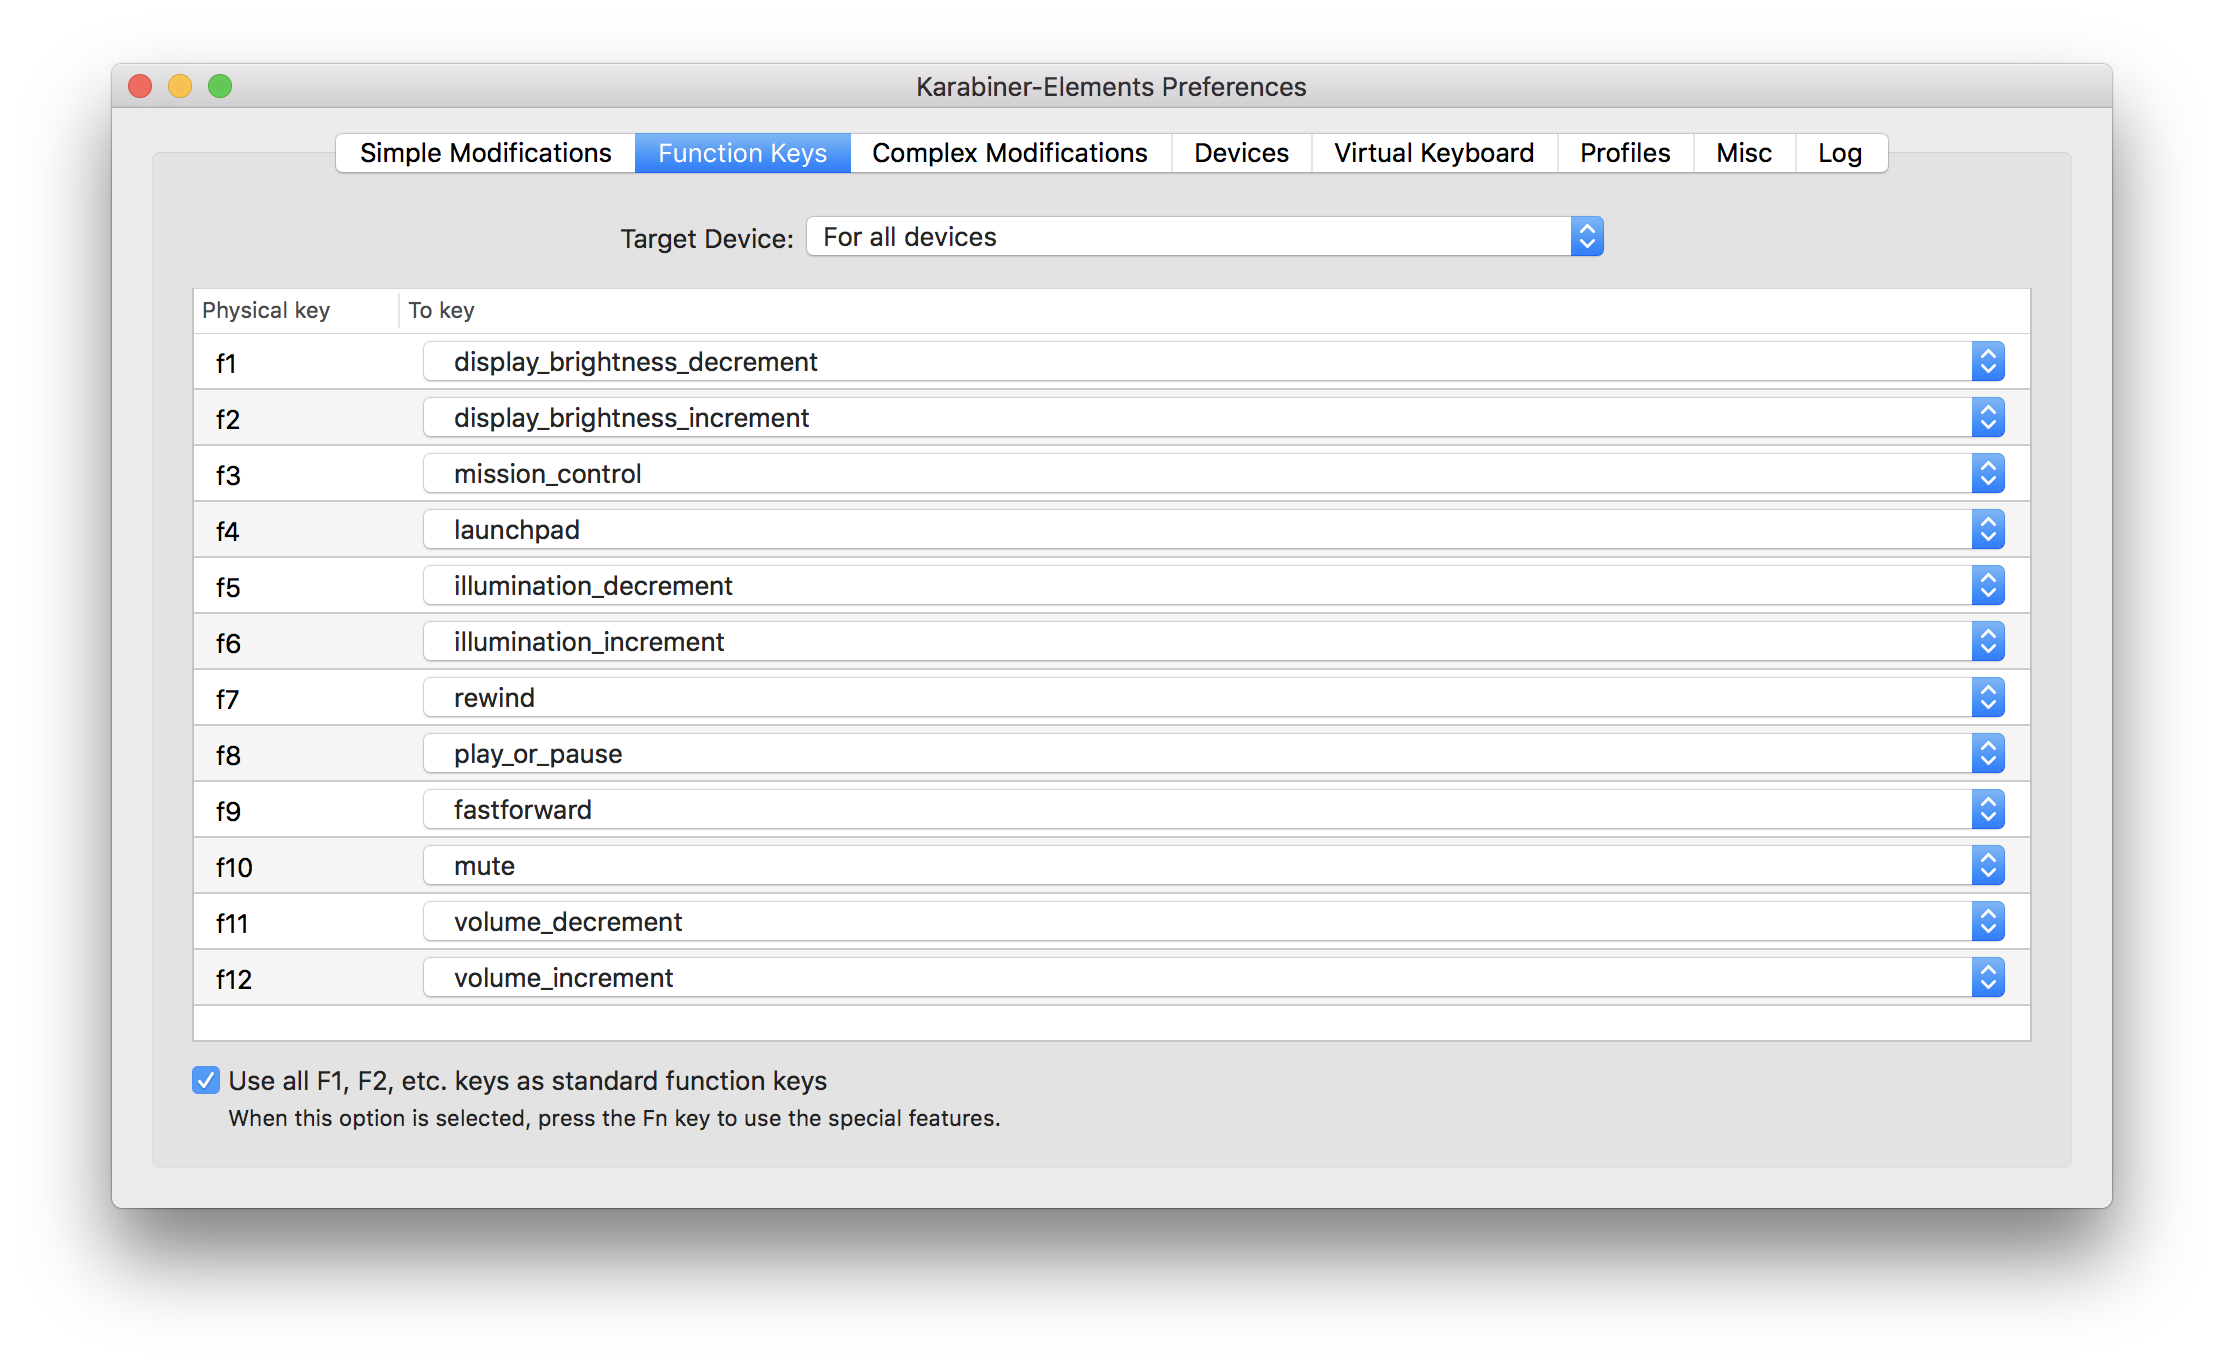 Karabiner-Elements Preferences
Simple Modifications Function Keys Complex Modifications Devices Virtual Keyboard Profiles Misc Log
Target Device: For all devices
Physical key To key
f1 display_brightness_decrement
f2 display_brightness_increment
f3 mission_control
f4 launchpad
f5 illumination_decrement
f6 illumination_increment
f7 rewind
f8 play_or_pause
f9 fastforward
f10 mute
f11 volume_decrement
f12 volume_increment
Use all F1, F2, etc. keys as standard function keys
When this option is selected, press the Fn key to use the special features.